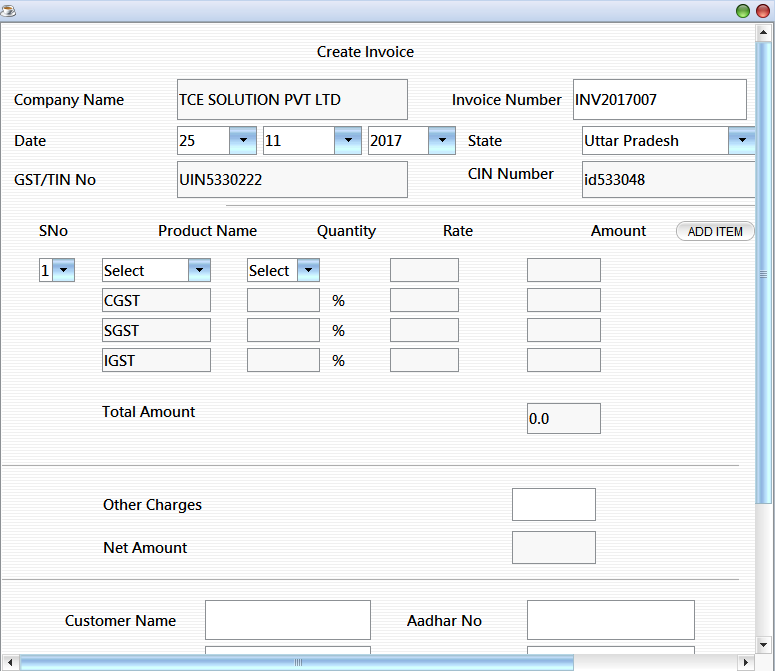 Create Invoice
Company Name TCE SOLUTION PVT LTD Invoice Number INV2017007
Date 25 11 2017 State Uttar Pradesh
GST/TIN No UIN5330222 CIN Number id533048
SNo Product Name Quantity Rate Amount ADD ITEM
1 Select Select
CGST %
SGST %
IGST %
Total Amount 0.0
Other Charges
Net Amount
Customer Name Aadhar No